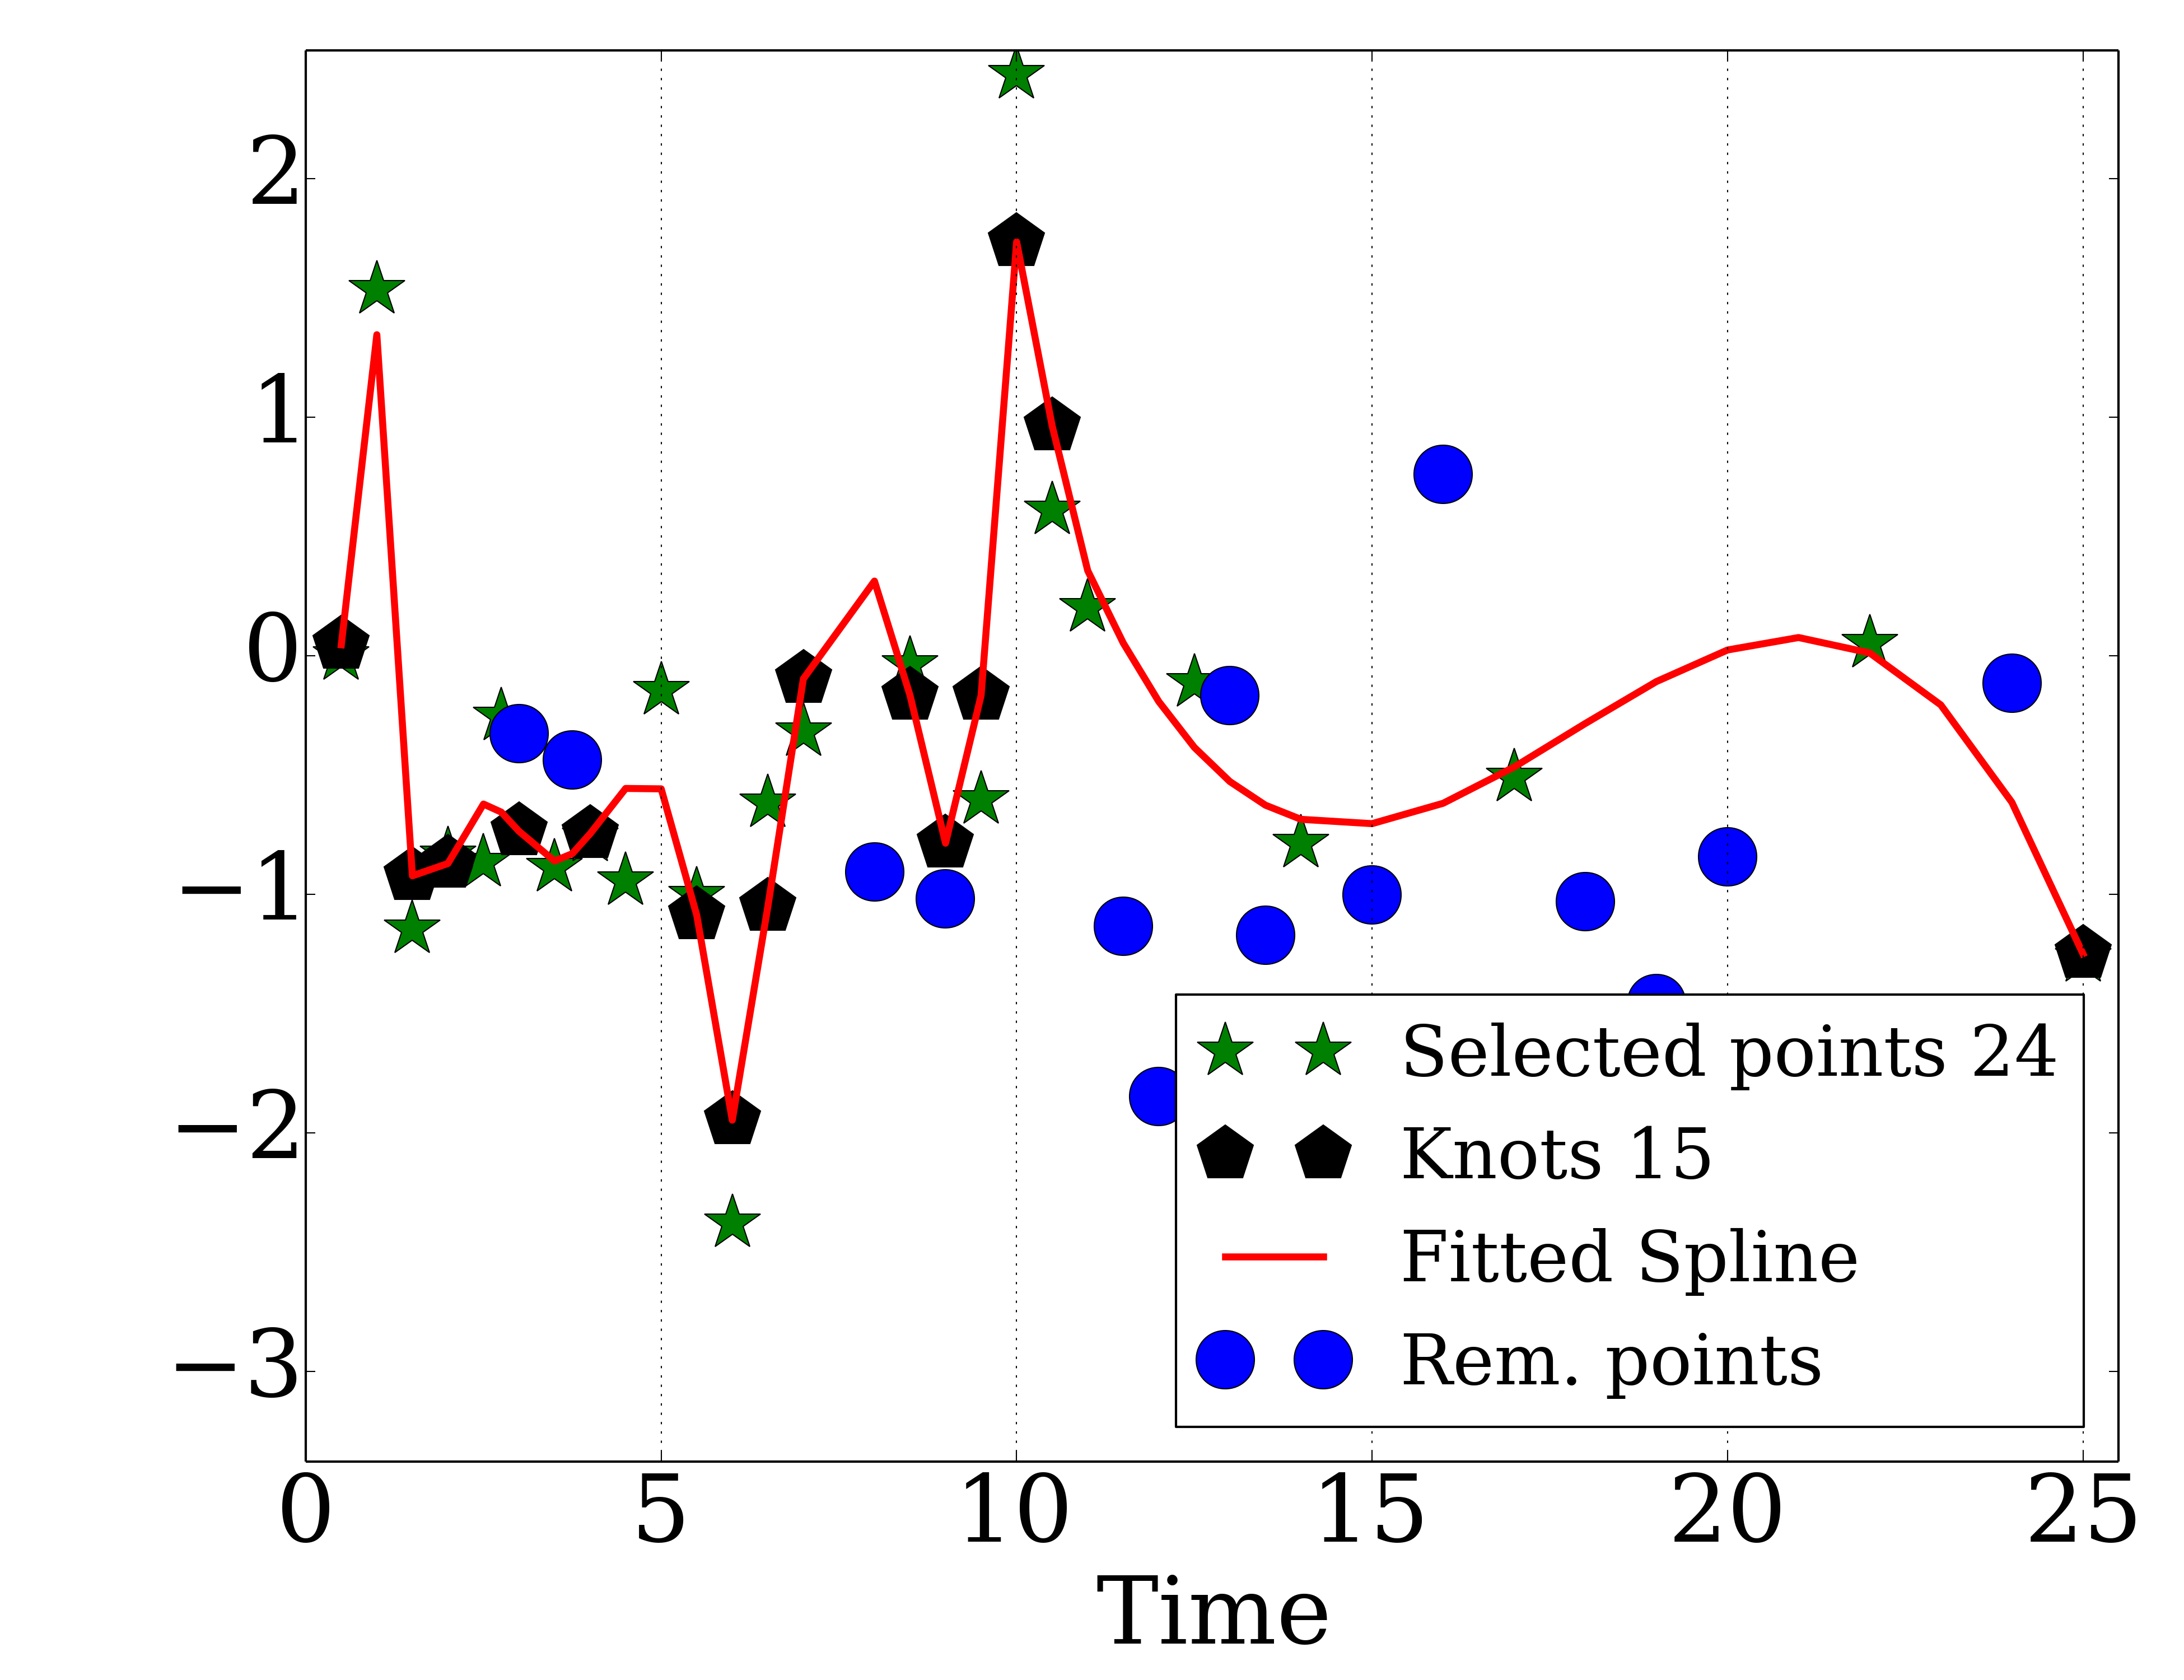 2
1
0
−1
−2
−3
0 5 10 15 20 25
Time
Selected points 24
Knots 15
Fitted Spline
Rem. points